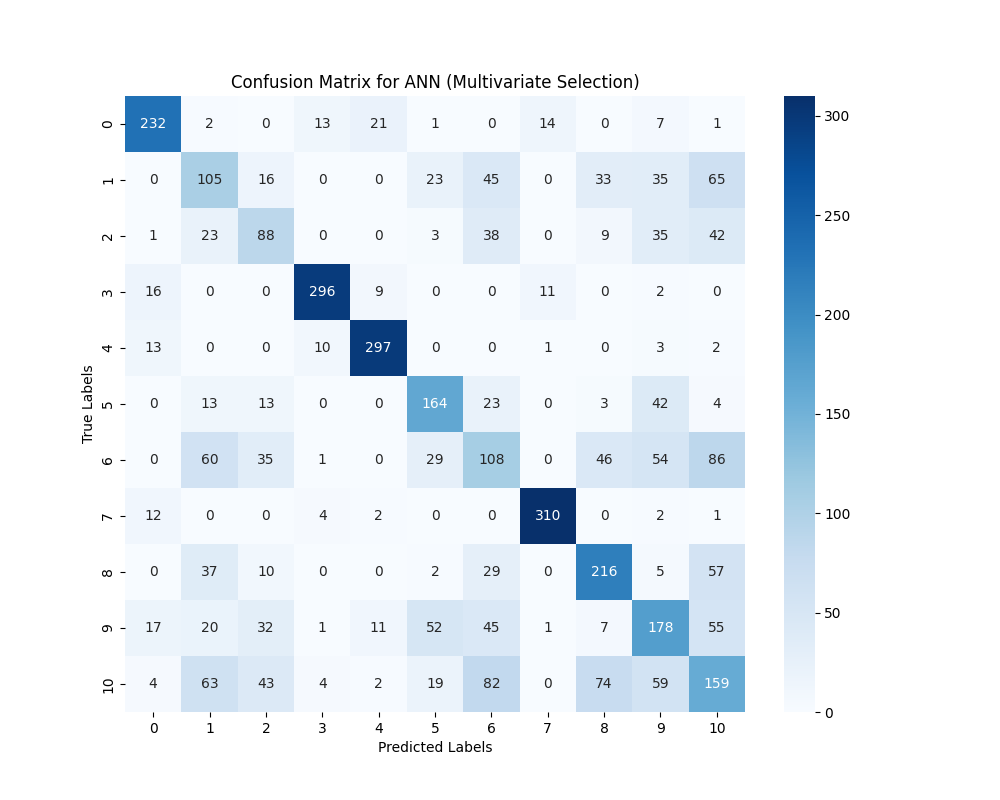 Confusion Matrix for ANN (Multivariate Selection)
0 232 2 0 13 21 1 0 14 0 7 1
1 0 105 16 0 0 23 45 0 33 35 65
2 1 23 88 0 0 3 38 0 9 35 42
3 16 0 0 296 9 0 0 11 0 2 0
4 13 0 0 10 297 0 0 1 0 3 2
5 0 13 13 0 0 164 23 0 3 42 4
6 0 60 35 1 0 29 108 0 46 54 86
7 12 0 0 4 2 0 0 310 0 2 1
8 0 37 10 0 0 2 29 0 216 5 57
9 17 20 32 1 11 52 45 1 7 178 55
10 4 63 43 4 2 19 82 0 74 59 159
0 1 2 3 4 5 6 7 8 9 10
Predicted Labels
True Labels
300
250
200
150
100
50
0